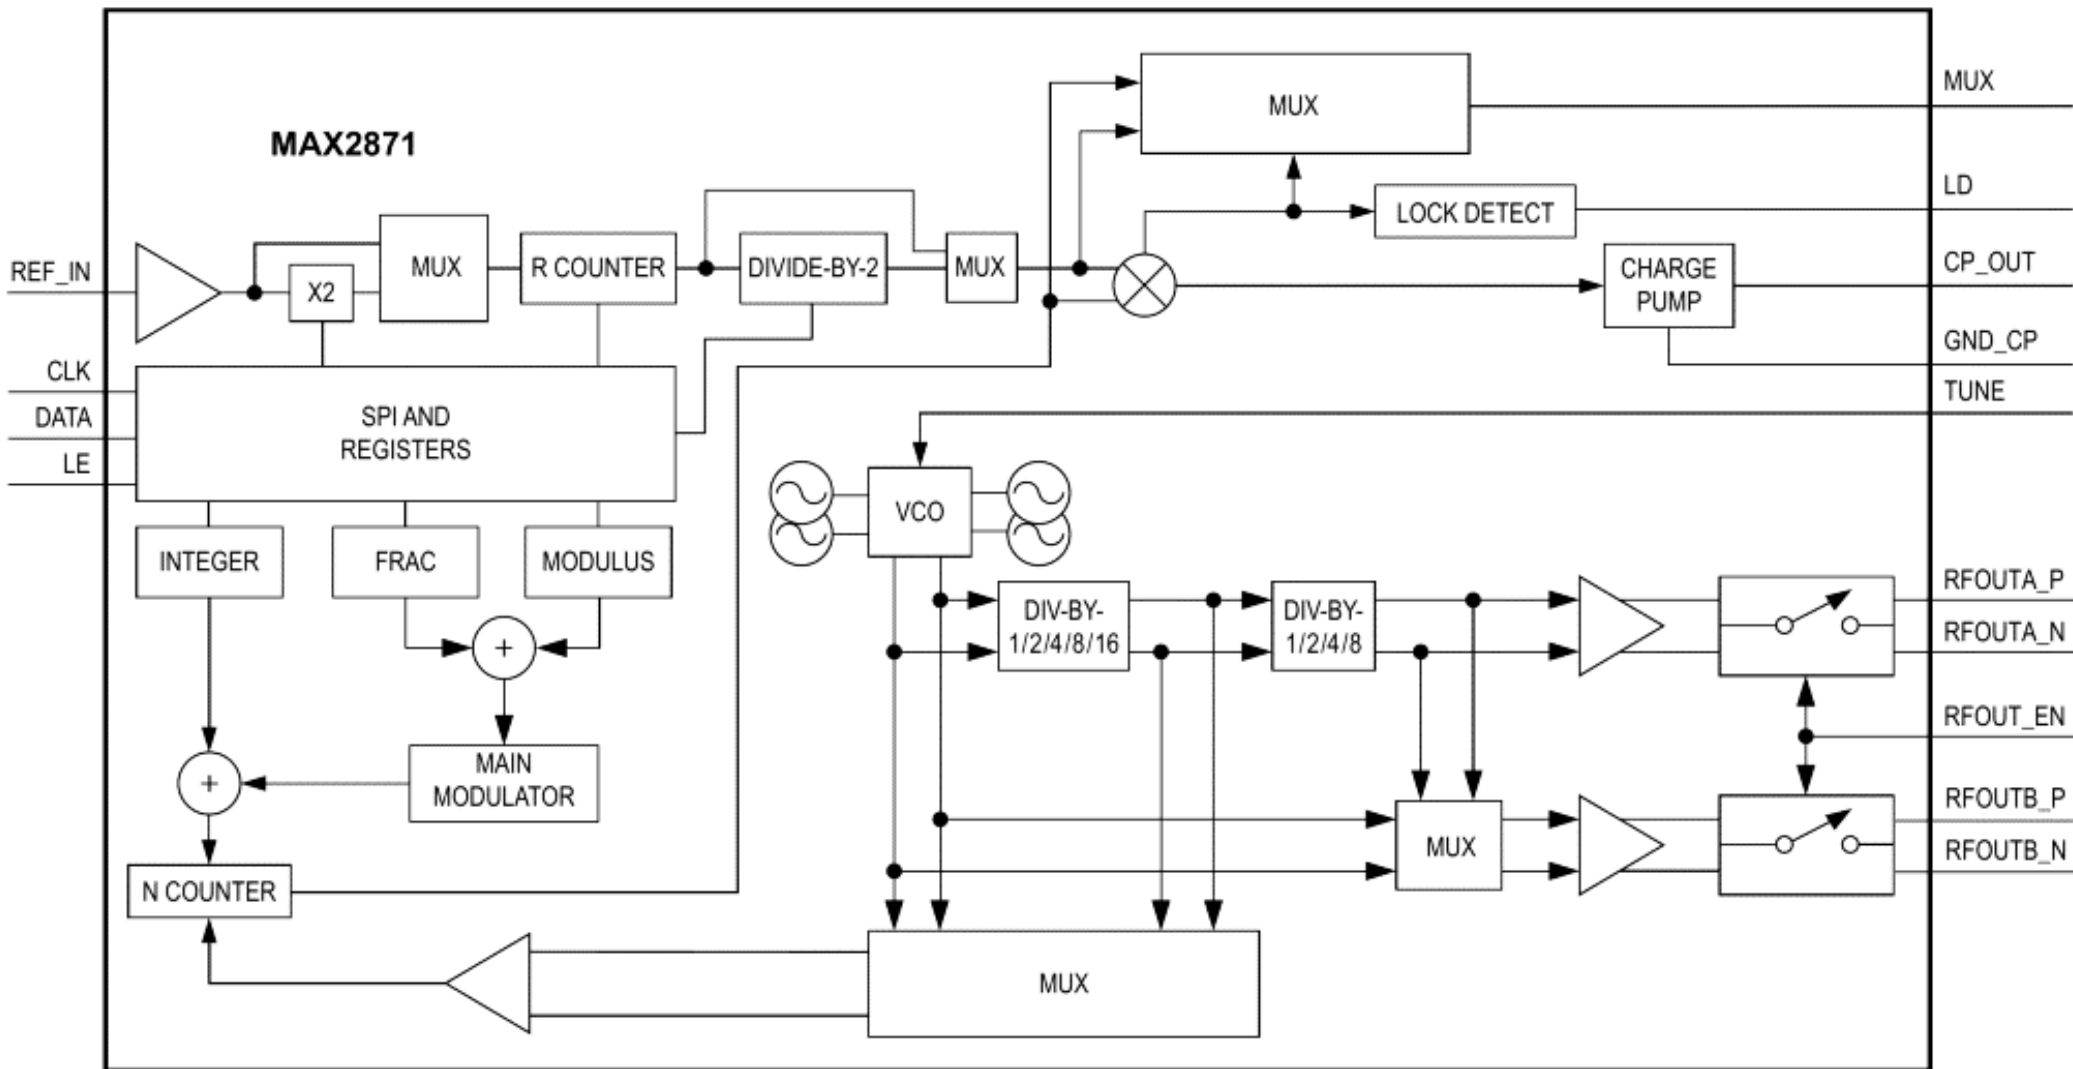 MAX2871
MUX
MUX
LOCK DETECT
LD
REF_IN
X2
MUX
R COUNTER
DIVIDE-BY-2
MUX
CHARGE
PUMP
CP_OUT
GND_CP
TUNE
CLK
DATA
LE
SPI AND
REGISTERS
VCO
INTEGER
FRAC
MODULUS
+
DIV-BY-
1/2/4/8/16
DIV-BY-
1/2/4/8
RFOUTA_P
RFOUTA_N
RFOUT_EN
MAIN
MODULATOR
+
MUX
RFOUTB_P
RFOUTB_N
N COUNTER
MUX